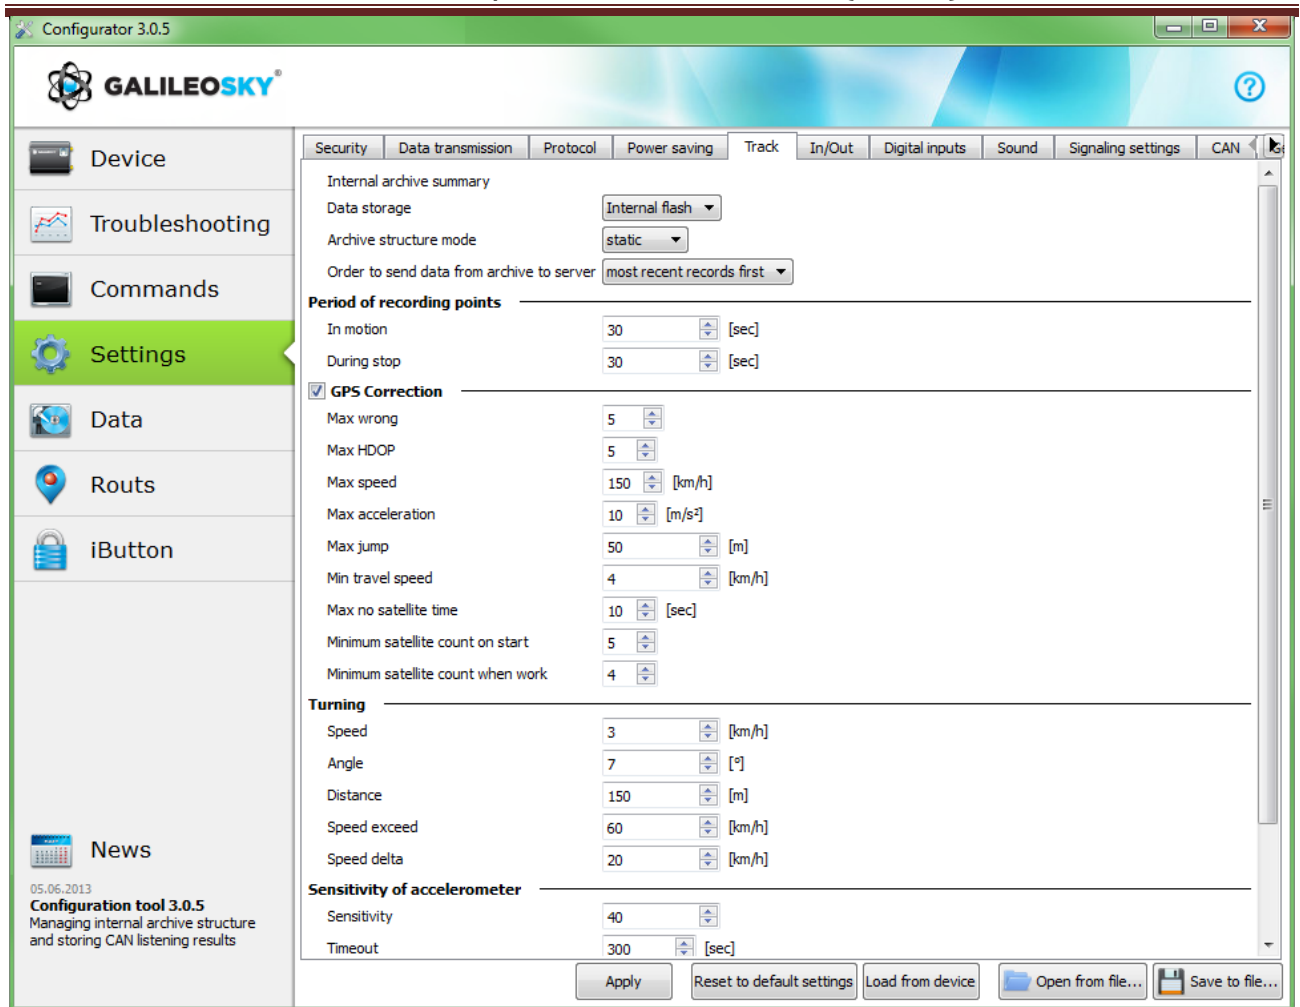 Configurator 3.0.5
GALILEOSKY®
Device
Troubleshooting
Commands
Settings
Data
Routs
iButton
News
05.06.2013
Configuration tool 3.0.5
Managing internal archive structure
and storing CAN listening results
Security Data transmission Protocol Power saving Track In/Out Digital inputs Sound Signaling settings CAN
Internal archive summary
Data storage Internal flash
Archive structure mode static
Order to send data from archive to server most recent records first
Period of recording points
In motion 30 [sec]
During stop 30 [sec]
GPS Correction
Max wrong 5
Max HDOP 5
Max speed 150 [km/h]
Max acceleration 10 [m/s²]
Max jump 50 [m]
Min travel speed 4 [km/h]
Max no satellite time 10 [sec]
Minimum satellite count on start 5
Minimum satellite count when work 4
Turning
Speed 3 [km/h]
Angle 7 [°]
Distance 150 [m]
Speed exceed 60 [km/h]
Speed delta 20 [km/h]
Sensitivity of accelerometer
Sensitivity 40
Timeout 300 [sec]
Apply Reset to default settings Load from device Open from file... Save to file...